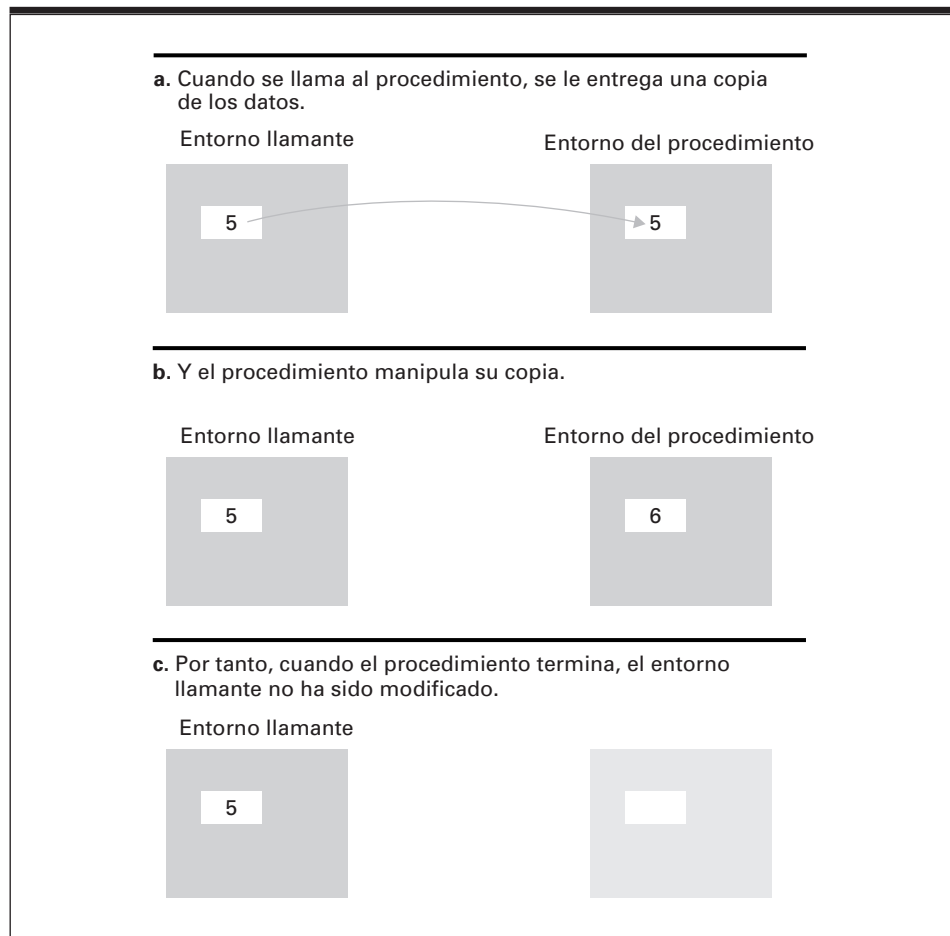 a. Cuando se llama al procedimiento, se le entrega una copia
de los datos.
Entorno llamante
Entorno del procedimiento
5
5
b. Y el procedimiento manipula su copia.
Entorno llamante
Entorno del procedimiento
5
6
c. Por tanto, cuando el procedimiento termina, el entorno
llamante no ha sido modificado.
Entorno llamante
5